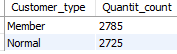 Customer_type Quantit_count
Member 2785
Normal 2725